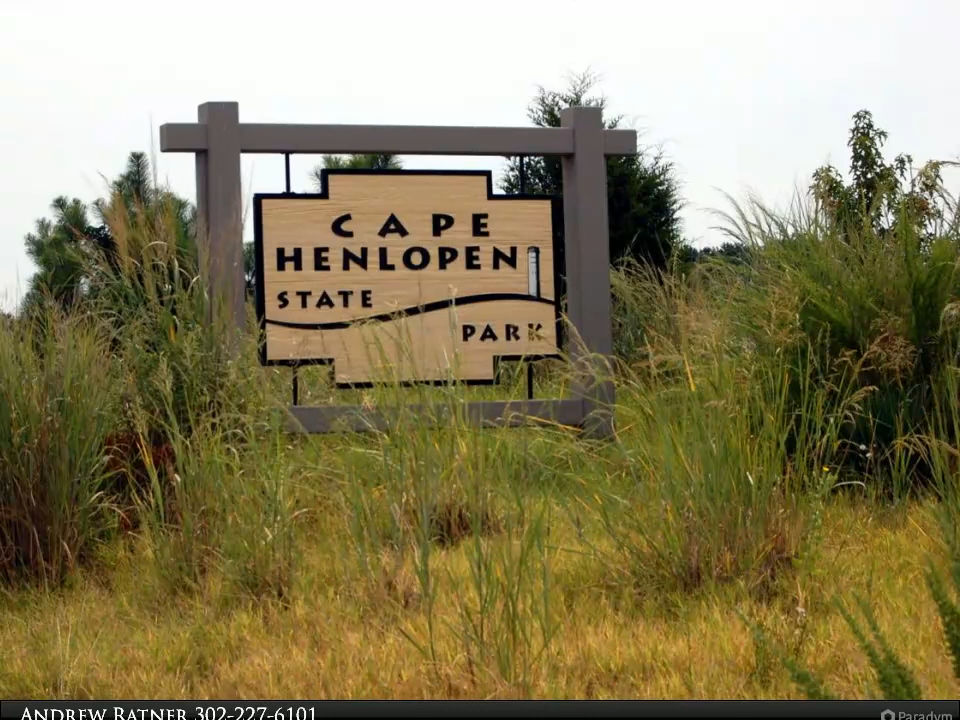 CAPE
HENLOPEN
STATE
PARK
ANDREW RATNER 302-227-6101
Paradym